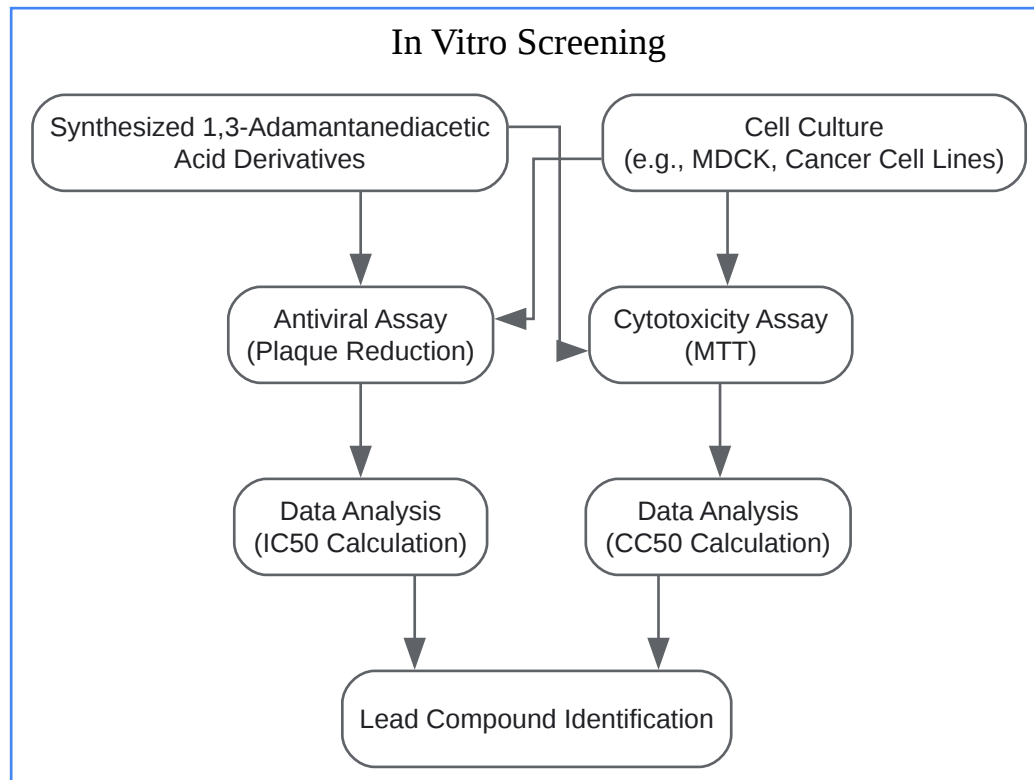 In Vitro Screening
Synthesized 1,3-Adamantanediacetic
Acid Derivatives
Cell Culture
(e.g., MDCK, Cancer Cell Lines)
Antiviral Assay
(Plaque Reduction)
Cytotoxicity Assay
(MTT)
Data Analysis
(IC50 Calculation)
Data Analysis
(CC50 Calculation)
Lead Compound Identification